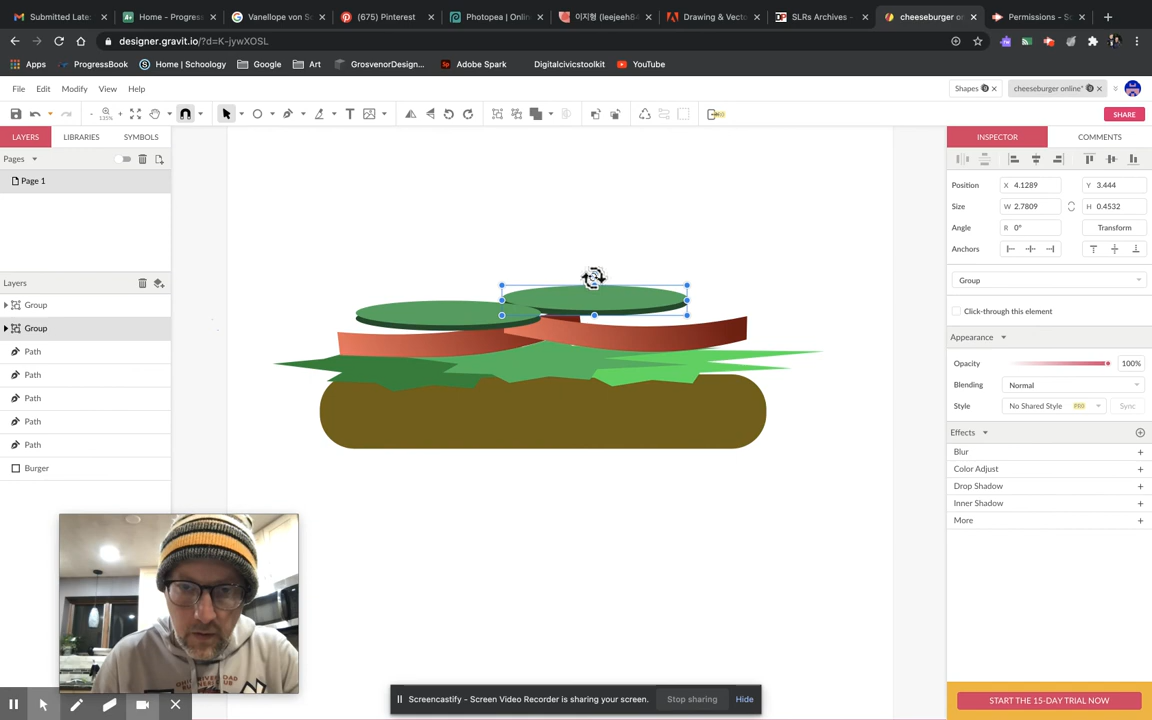 Submitted Late:
Home - Progress
Vanellope von S
(675) Pinterest
Photopea | Onlin
이지형 (leejeeh84
Drawing & Vecto
SLRs Archives -
cheeseburger on
Permissions - S
designer.gravit.io/?d=K-jywXOSL
Apps
ProgressBook
Home | Schoology
Google
Art
GrosvenorDesign...
Adobe Spark
Digitalcivicstoolkit
YouTube
File
Edit
Modify
View
Help
Shapes
cheeseburger online*
135%
SHARE
LAYERS
LIBRARIES
SYMBOLS
INSPECTOR
COMMENTS
Pages
Page 1
Layers
Group
Group
Path
Path
Path
Path
Path
Burger
Position
X 4.1289
Y 3.444
Size
W 2.7809
H 0.4532
Angle
R 0°
Transform
Anchors
Group
Click-through this element
Appearance
Opacity
100%
Blending
Normal
Style
No Shared Style
PRO
Sync
Effects
Blur
Color Adjust
Drop Shadow
Inner Shadow
More
Screencastify - Screen Video Recorder is sharing your screen.
Stop sharing
Hide
START THE 15-DAY TRIAL NOW